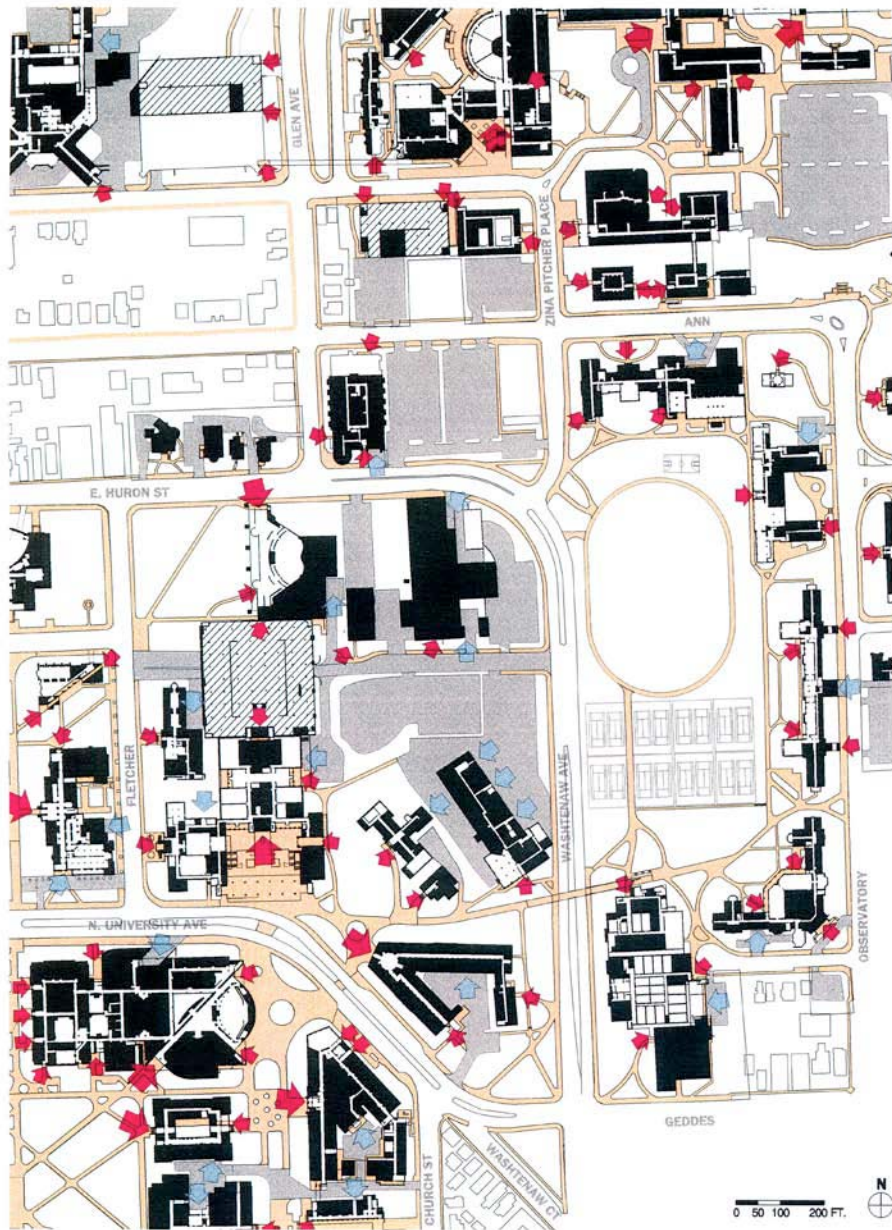 GLEN AVE
ZINA PITCHER PLACE
ANN
E. HURON ST
FLETCHER
WASHTENAW AVE
OBSERVATORY
N. UNIVERSITY AVE
GEDDES
CHURCH ST
WASHTENAW CT
N
0 50 100 200 FT.